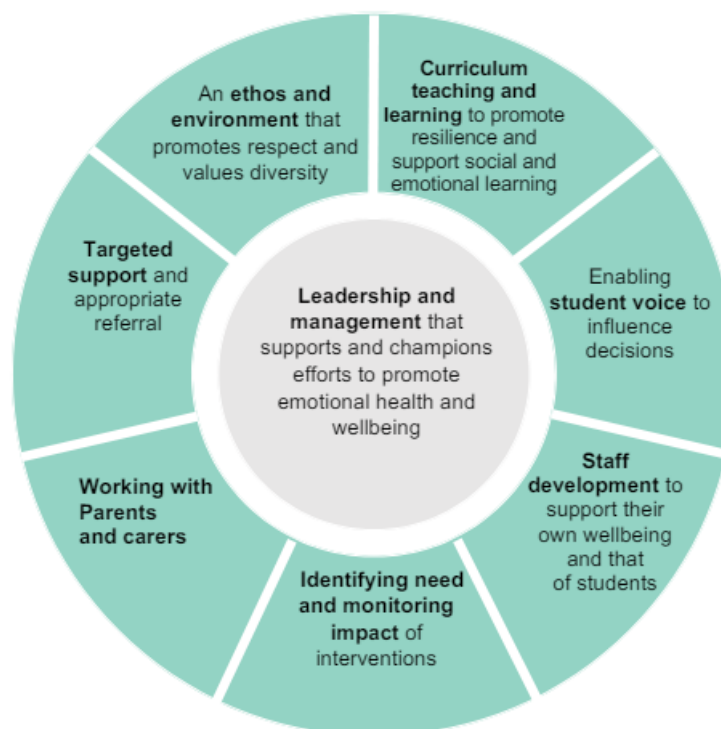 An ethos and
environment that
promotes respect and
values diversity
Curriculum
teaching and
learning to promote
resilience and
support social and
emotional learning
Enabling
student voice to
influence
decisions
Staff
development to
support their
own wellbeing
and that
of students
Identifying need
and monitoring
impact of
interventions
Working with
Parents
and carers
Targeted
support and
appropriate
referral
Leadership and
management that
supports and champions
efforts to promote
emotional health and
wellbeing